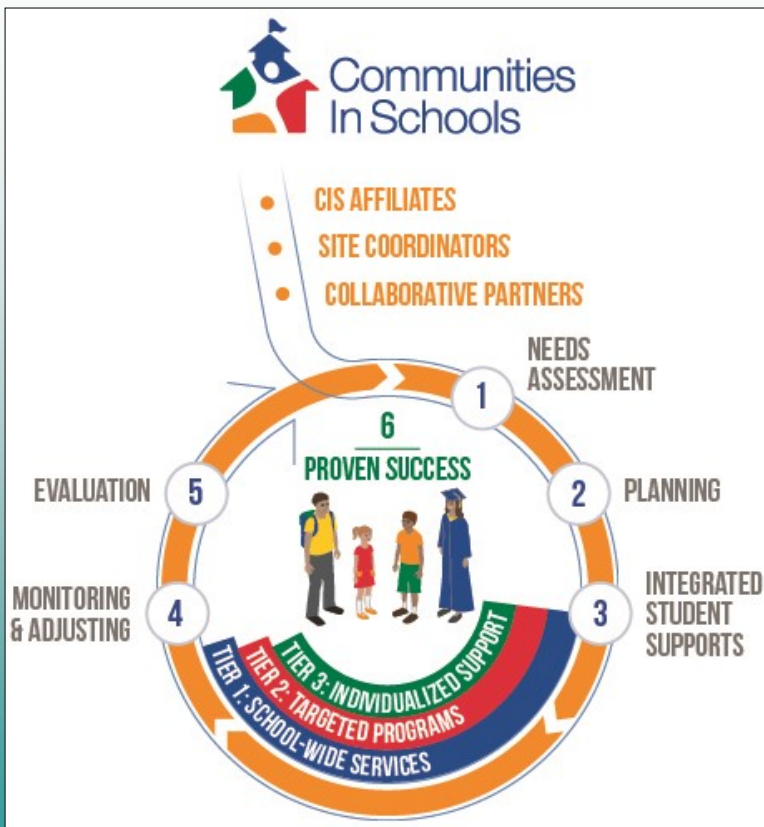 Communities
In Schools
CIS AFFILIATES
SITE COORDINATORS
COLLABORATIVE PARTNERS
NEEDS
ASSESSMENT
1
6
PROVEN SUCCESS
EVALUATION
5
2
PLANNING
MONITORING
& ADJUSTING
4
3
INTEGRATED
STUDENT
SUPPORTS
TIER 3: INDIVIDUALIZED SUPPORT
TIER 2: TARGETED PROGRAMS
TIER 1: SCHOOL-WIDE SERVICES